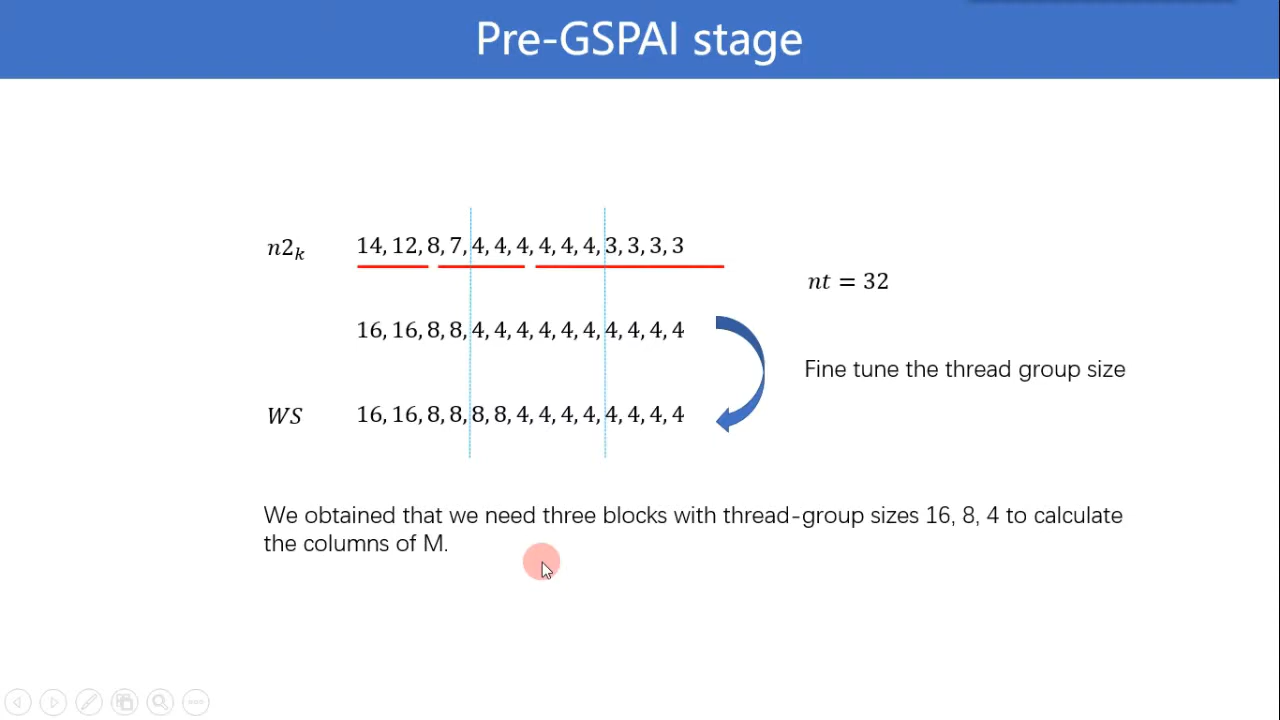 Pre-GSPAI stage
n2ₖ 14, 12, 8, 7, 4, 4, 4, 4, 4, 4, 3, 3, 3, 3
nt = 32
16, 16, 8, 8, 4, 4, 4, 4, 4, 4, 4, 4, 4, 4
Fine tune the thread group size
WS 16, 16, 8, 8, 8, 8, 4, 4, 4, 4, 4, 4, 4, 4
We obtained that we need three blocks with thread-group sizes 16, 8, 4 to calculate
the columns of M.